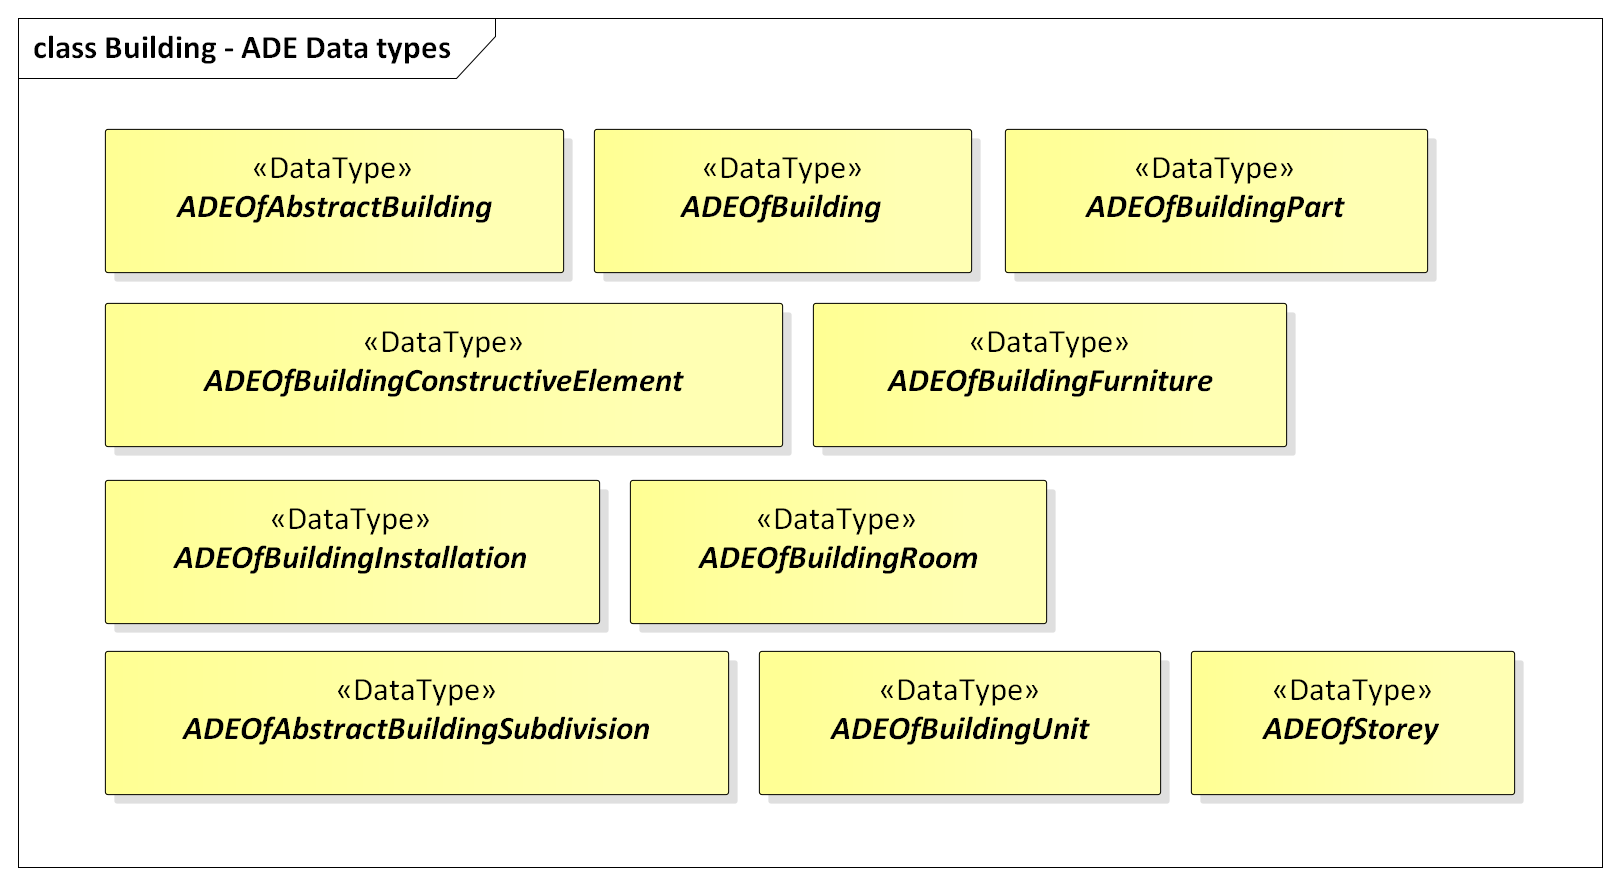 class Building - ADE Data types
«DataType»
ADEOfAbstractBuilding
«DataType»
ADEOfBuilding
«DataType»
ADEOfBuildingPart
«DataType»
ADEOfBuildingConstructiveElement
«DataType»
ADEOfBuildingFurniture
«DataType»
ADEOfBuildingInstallation
«DataType»
ADEOfBuildingRoom
«DataType»
ADEOfAbstractBuildingSubdivision
«DataType»
ADEOfBuildingUnit
«DataType»
ADEOfStorey